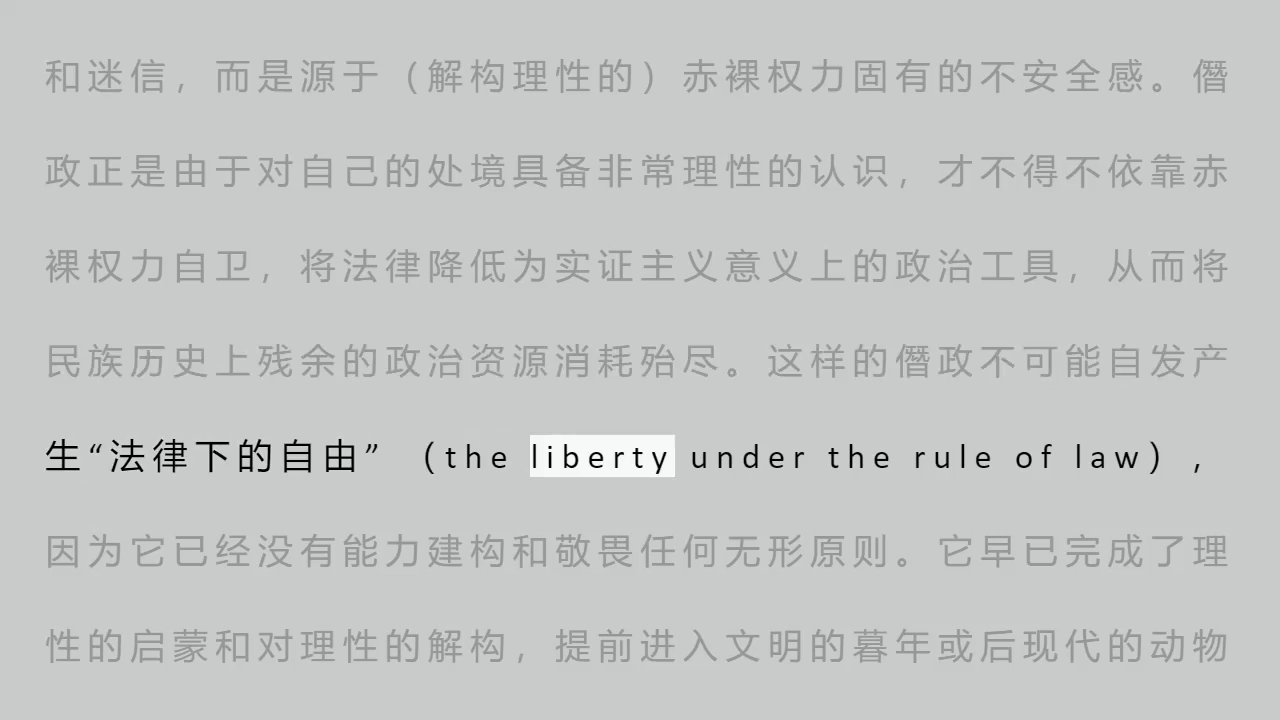 和迷信，而是源于（解构理性的）赤裸权力固有的不安全感。僭
政正是由于对自己的处境具备非常理性的认识，才不得不依靠赤
裸权力自卫，将法律降低为实证主义意义上的政治工具，从而将
民族历史上残余的政治资源消耗殆尽。这样的僭政不可能自发产
生“法律下的自由”（the liberty under the rule of law），
因为它已经没有能力建构和敬畏任何无形原则。它早已完成了理
性的启蒙和对理性的解构，提前进入文明的暮年或后现代的动物